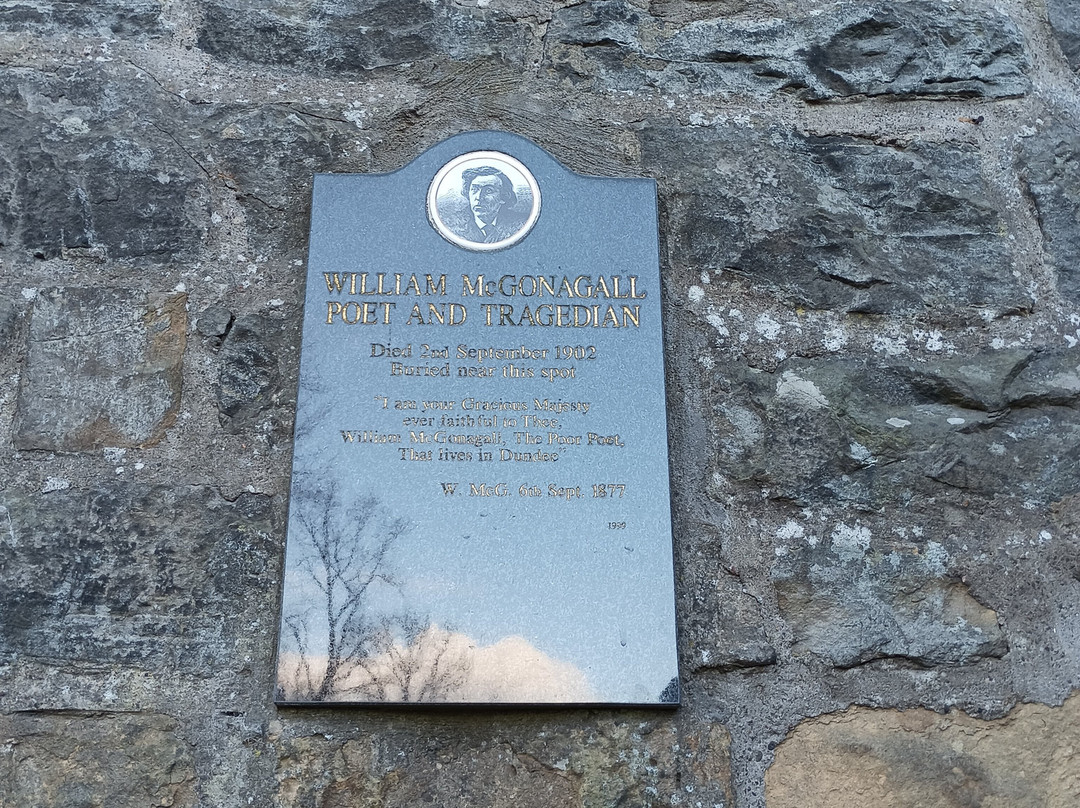 WILLIAM McGONAGALL
POET AND TRAGEDIAN
Died 2nd September 1902
Buried near this spot
"I am your Gracious Majesty
ever faithful to Thee,
William McGonagall, The Poor Poet,
That lives in Dundee"
W. McG. 6th Sept. 1877
1999